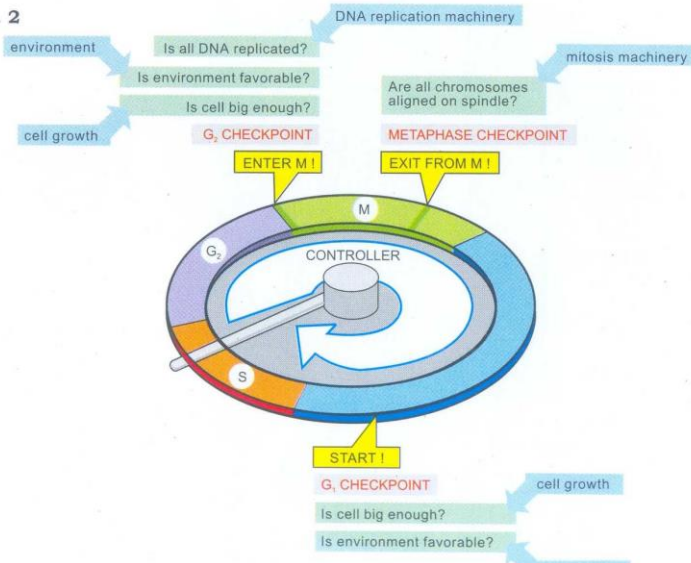 2
DNA replication machinery
environment
Is all DNA replicated?
mitosis machinery
Is environment favorable?
Are all chromosomes
aligned on spindle?
Is cell big enough?
cell growth
G₂ CHECKPOINT
METAPHASE CHECKPOINT
ENTER M !
EXIT FROM M !
M
G₂
CONTROLLER
S
START !
G₁ CHECKPOINT
cell growth
Is cell big enough?
Is environment favorable?